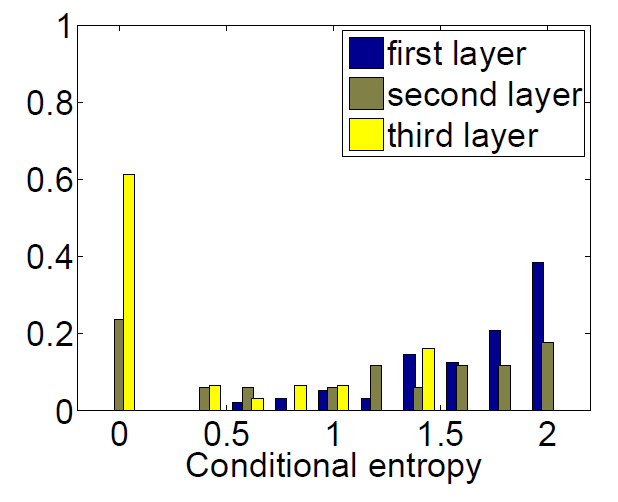 1
0.8
0.6
0.4
0.2
0
first layer
second layer
third layer
0 0.5 1 1.5 2
Conditional entropy